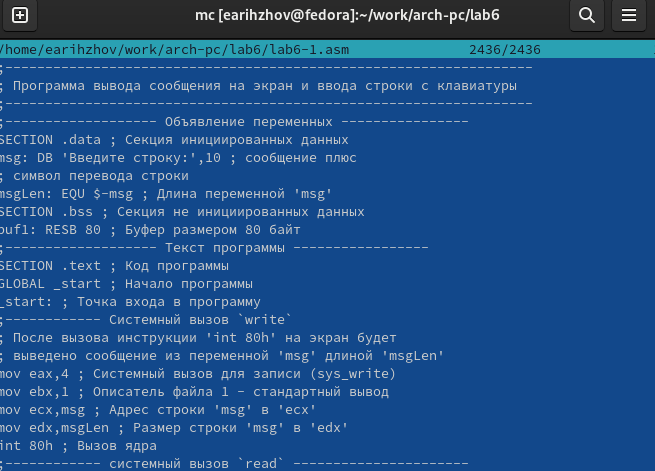 mc [earihzhov@fedora]:~/work/arch-pc/lab6
/home/earihzhov/work/arch-pc/lab6/lab6-1.asm 2436/2436
;------------------------------------------------------------------
; Программа вывода сообщения на экран и ввода строки с клавиатуры
;------------------------------------------------------------------
;------------------- Объявление переменных ----------------
SECTION .data ; Секция инициированных данных
msg: DB 'Введите строку:',10 ; сообщение плюс
; символ перевода строки
msgLen: EQU $-msg ; Длина переменной 'msg'
SECTION .bss ; Секция не инициированных данных
buf1: RESB 80 ; Буфер размером 80 байт
;------------------- Текст программы -----------------
SECTION .text ; Код программы
GLOBAL _start ; Начало программы
_start: ; Точка входа в программу
;------------ Системный вызов `write`
; После вызова инструкции 'int 80h' на экран будет
; выведено сообщение из переменной 'msg' длиной 'msgLen'
mov eax,4 ; Системный вызов для записи (sys_write)
mov ebx,1 ; Описатель файла 1 - стандартный вывод
mov ecx,msg ; Адрес строки 'msg' в 'ecx'
mov edx,msgLen ; Размер строки 'msg' в 'edx'
int 80h ; Вызов ядра
;------------ системный вызов `read` ----------------------